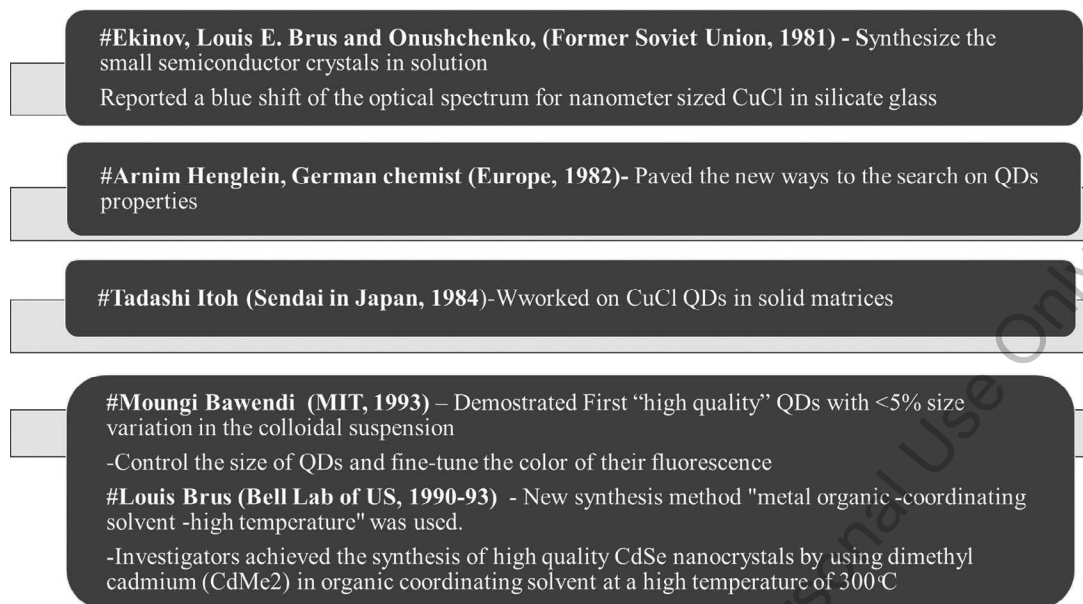 #Ekinov, Louis E. Brus and Onushchenko, (Former Soviet Union, 1981) - Synthesize the
small semiconductor crystals in solution
Reported a blue shift of the optical spectrum for nanometer sized CuCl in silicate glass
#Arnim Henglein, German chemist (Europe, 1982)- Paved the new ways to the search on QDs
properties
#Tadashi Itoh (Sendai in Japan, 1984)-Wworked on CuCl QDs in solid matrices
#Moungi Bawendi (MIT, 1993) – Demostrated First “high quality” QDs with <5% size
variation in the colloidal suspension
-Control the size of QDs and fine-tune the color of their fluorescence
#Louis Brus (Bell Lab of US, 1990-93) - New synthesis method "metal organic -coordinating
solvent -high temperature" was used.
-Investigators achieved the synthesis of high quality CdSe nanocrystals by using dimethyl
cadmium (CdMe2) in organic coordinating solvent at a high temperature of 300°C
Personal Use Only